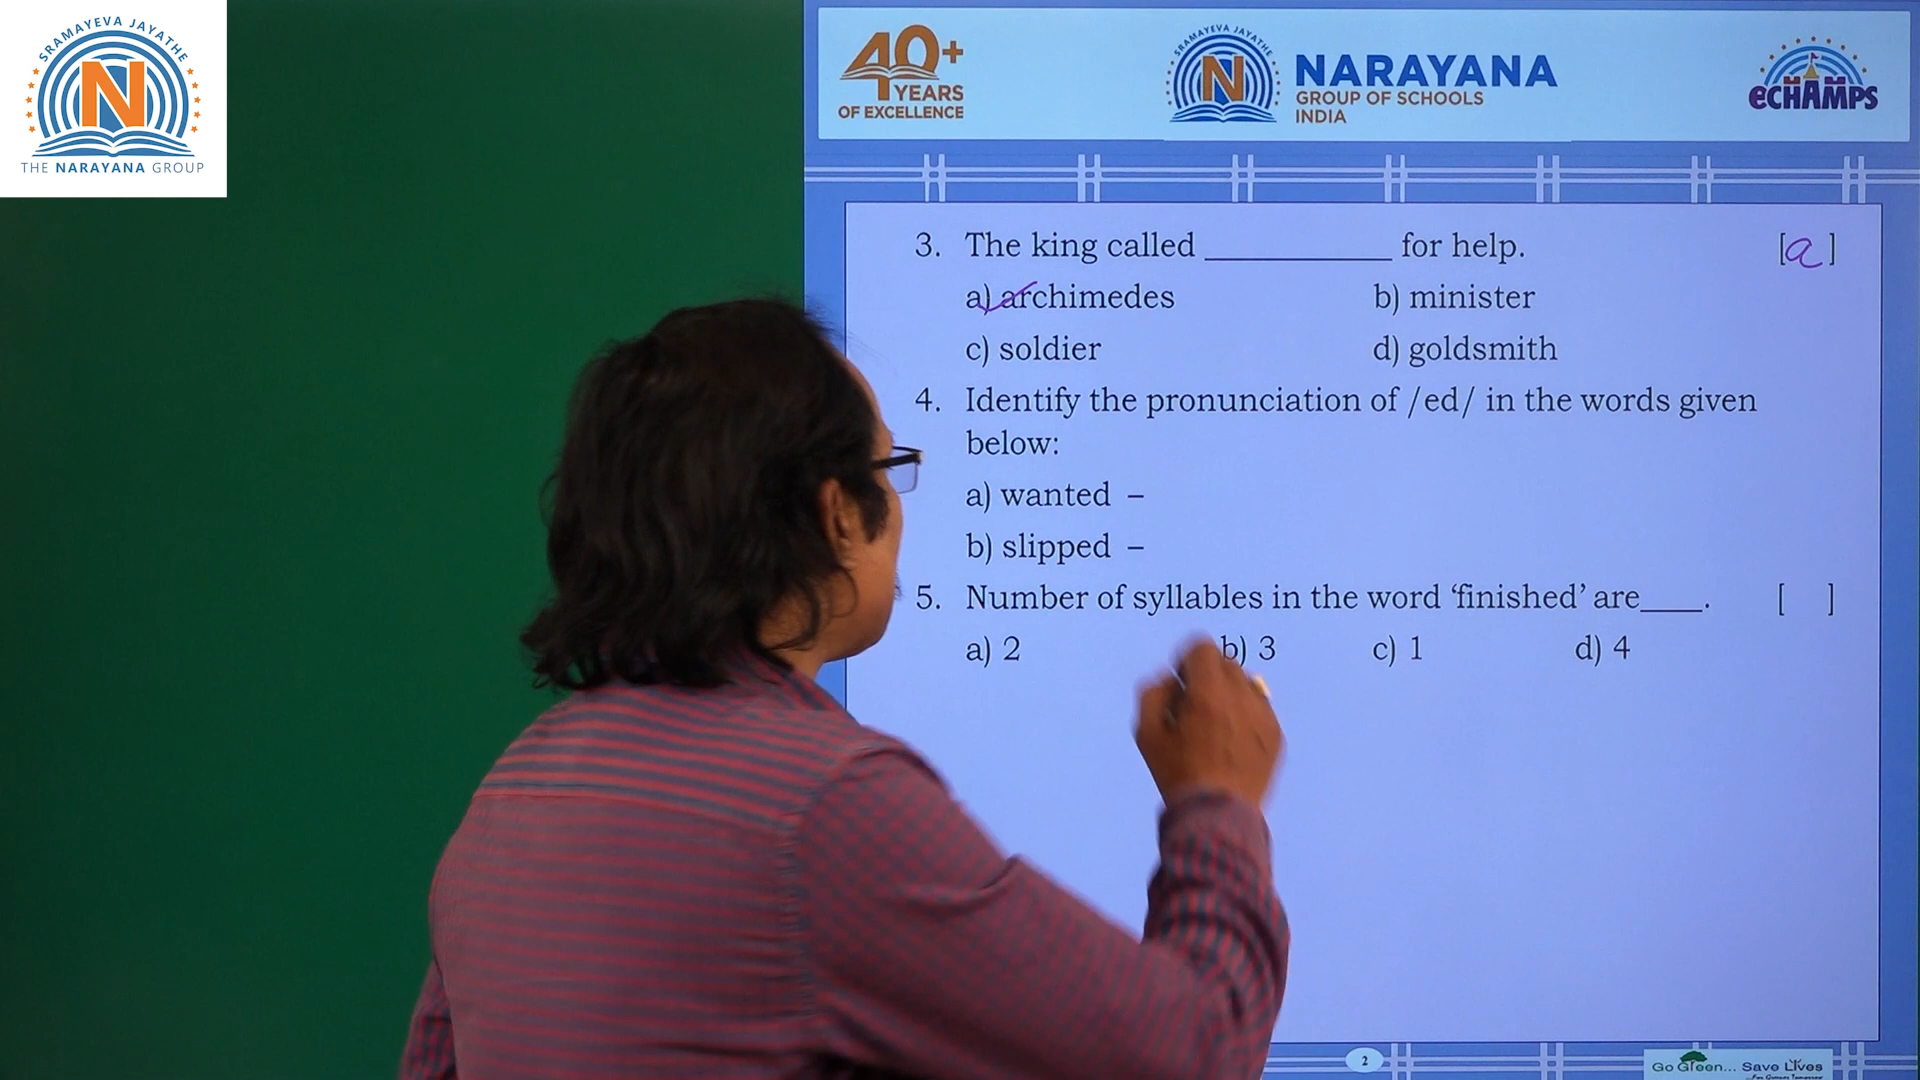 SRAMAYEVA JAYATHE
N
THE NARAYANA GROUP
40+
YEARS
OF EXCELLENCE
SRAMAYEVA JAYATHE
N
NARAYANA
GROUP OF SCHOOLS
INDIA
eCHAMPS
3. The king called ____________ for help. [a]
a) archimedes b) minister
c) soldier d) goldsmith
4. Identify the pronunciation of /ed/ in the words given
below:
a) wanted –
b) slipped –
5. Number of syllables in the word ‘finished’ are____. [ ]
a) 2 b) 3 c) 1 d) 4
2
Go Green... Save Lives